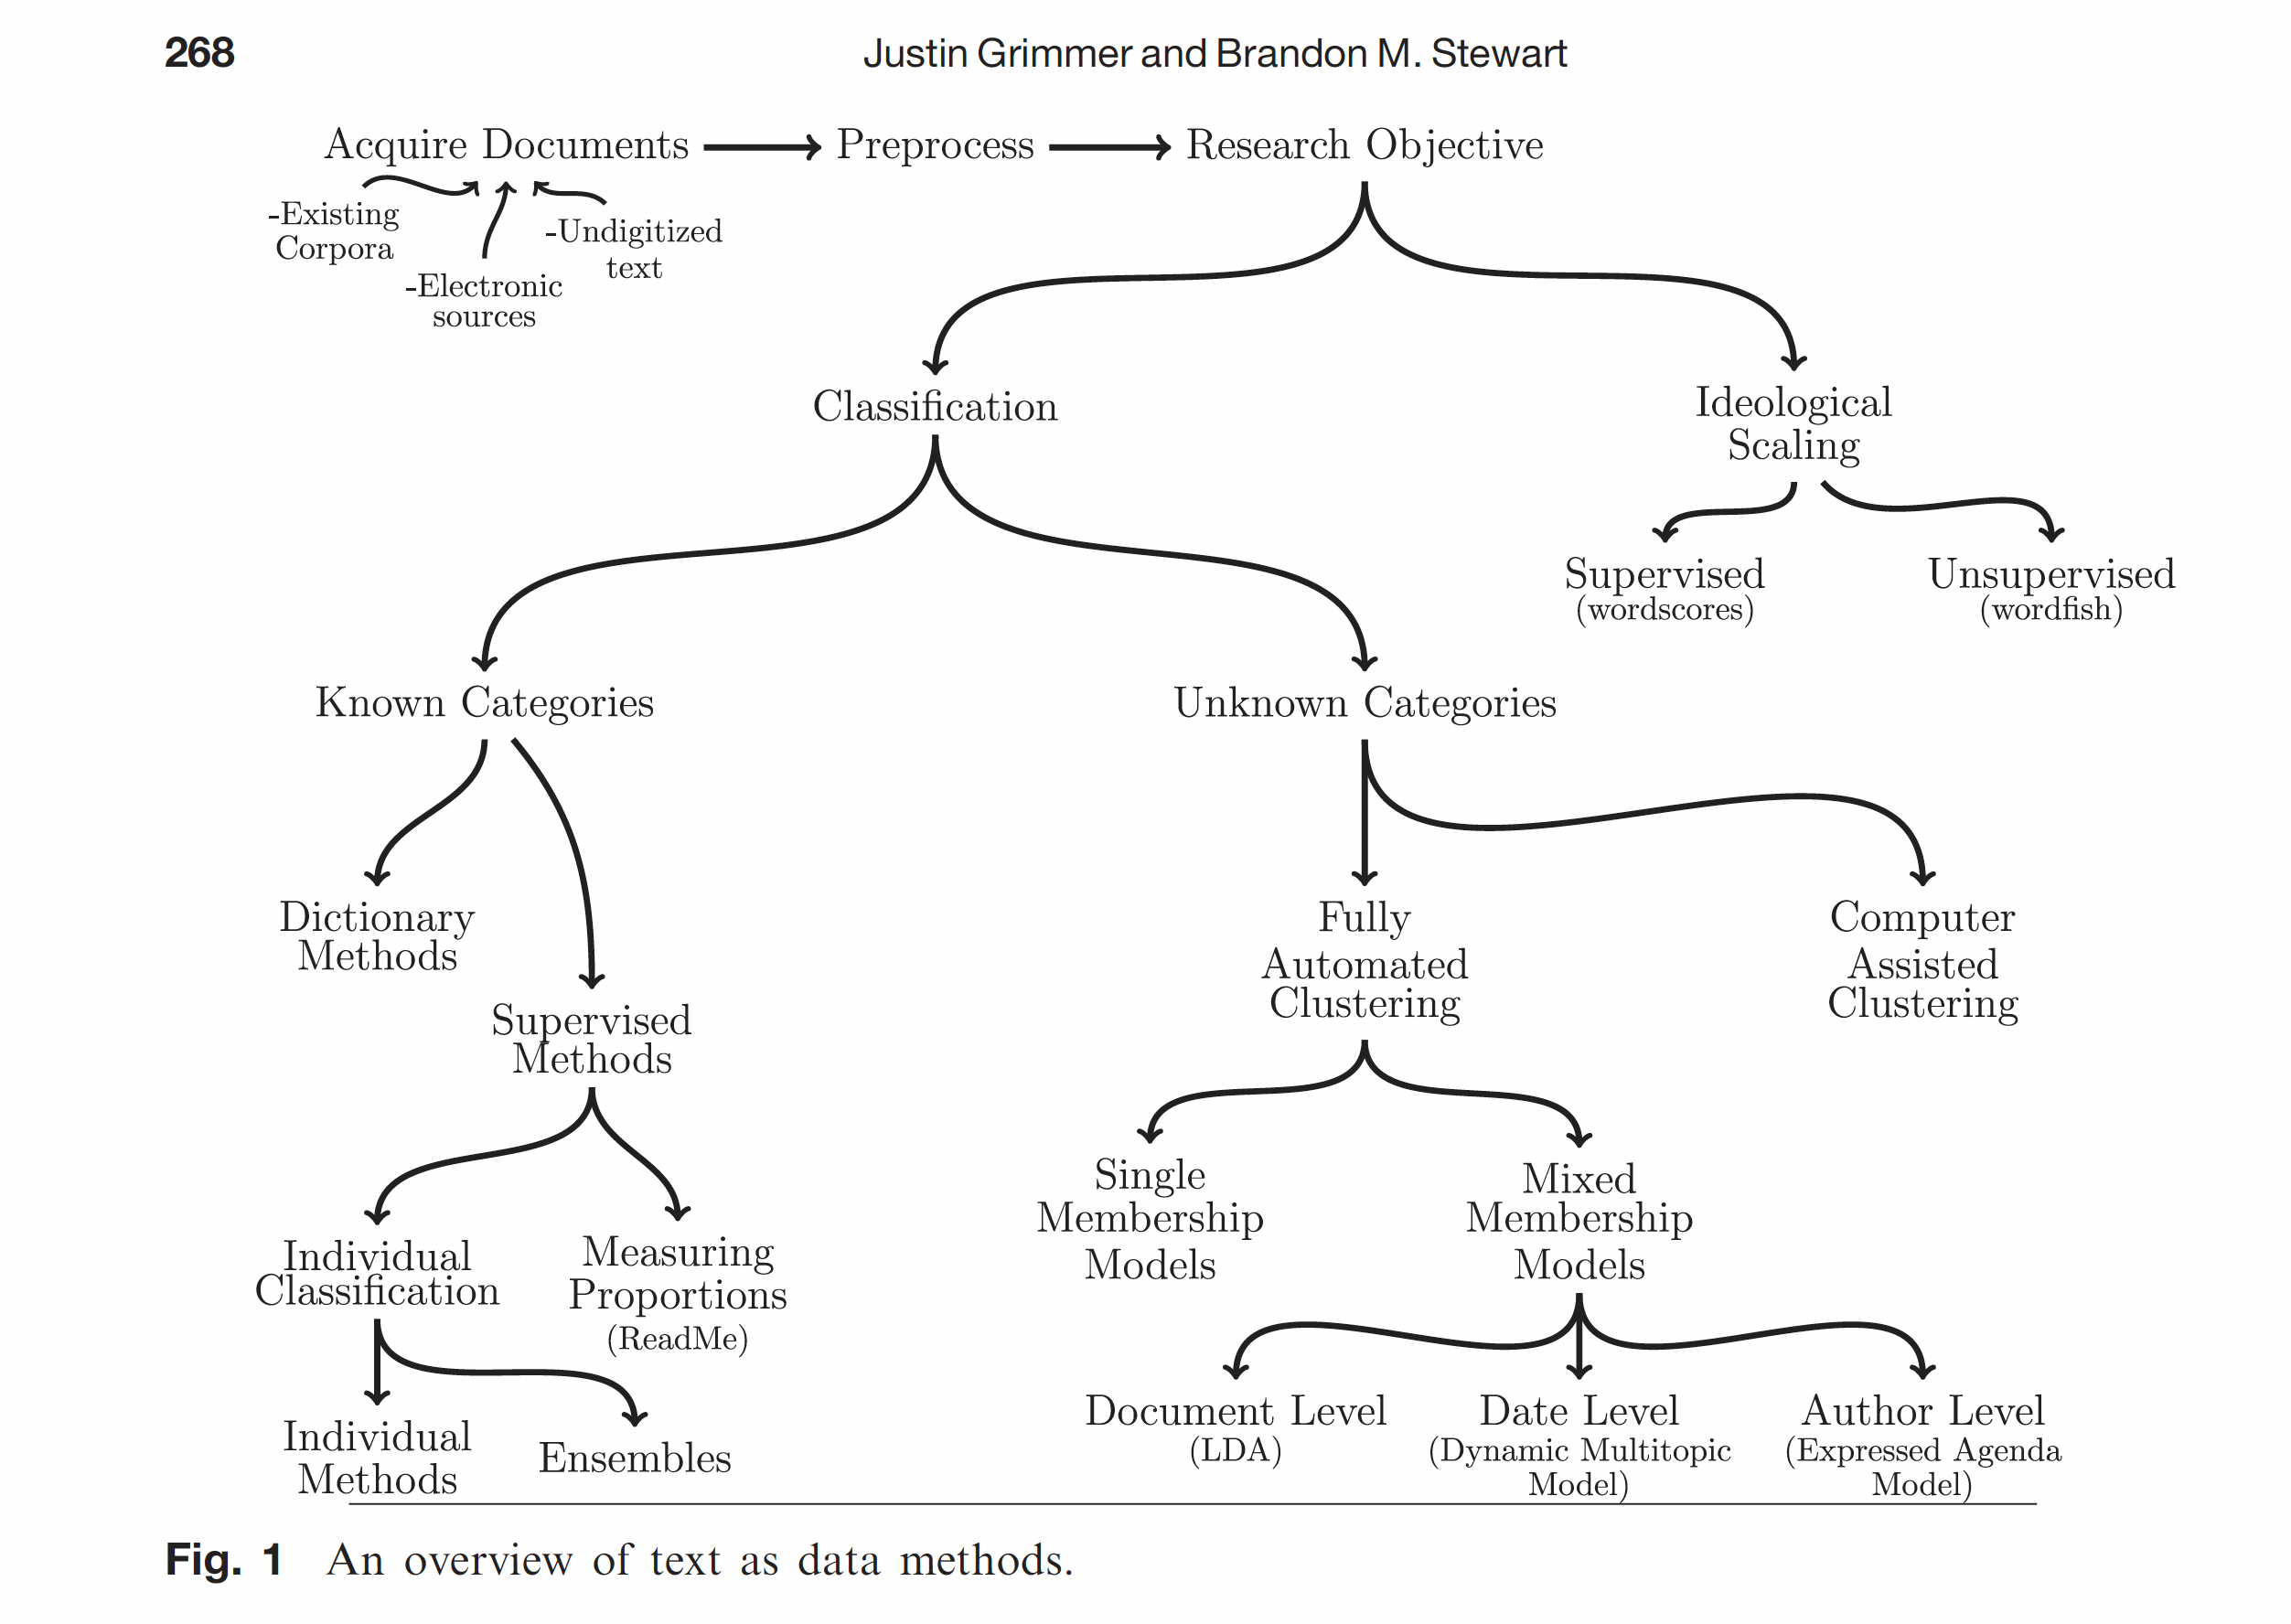 268
Justin Grimmer and Brandon M. Stewart
Acquire Documents
Preprocess
Research Objective
-Existing
Corpora
-Electronic
sources
-Undigitized
text
Classification
Ideological
Scaling
Supervised
(wordscores)
Unsupervised
(wordfish)
Known Categories
Unknown Categories
Dictionary
Methods
Supervised
Methods
Fully
Automated
Clustering
Computer
Assisted
Clustering
Individual
Classification
Measuring
Proportions
(ReadMe)
Single
Membership
Models
Mixed
Membership
Models
Individual
Methods
Ensembles
Document Level
(LDA)
Date Level
(Dynamic Multitopic
Model)
Author Level
(Expressed Agenda
Model)
Fig. 1 An overview of text as data methods.